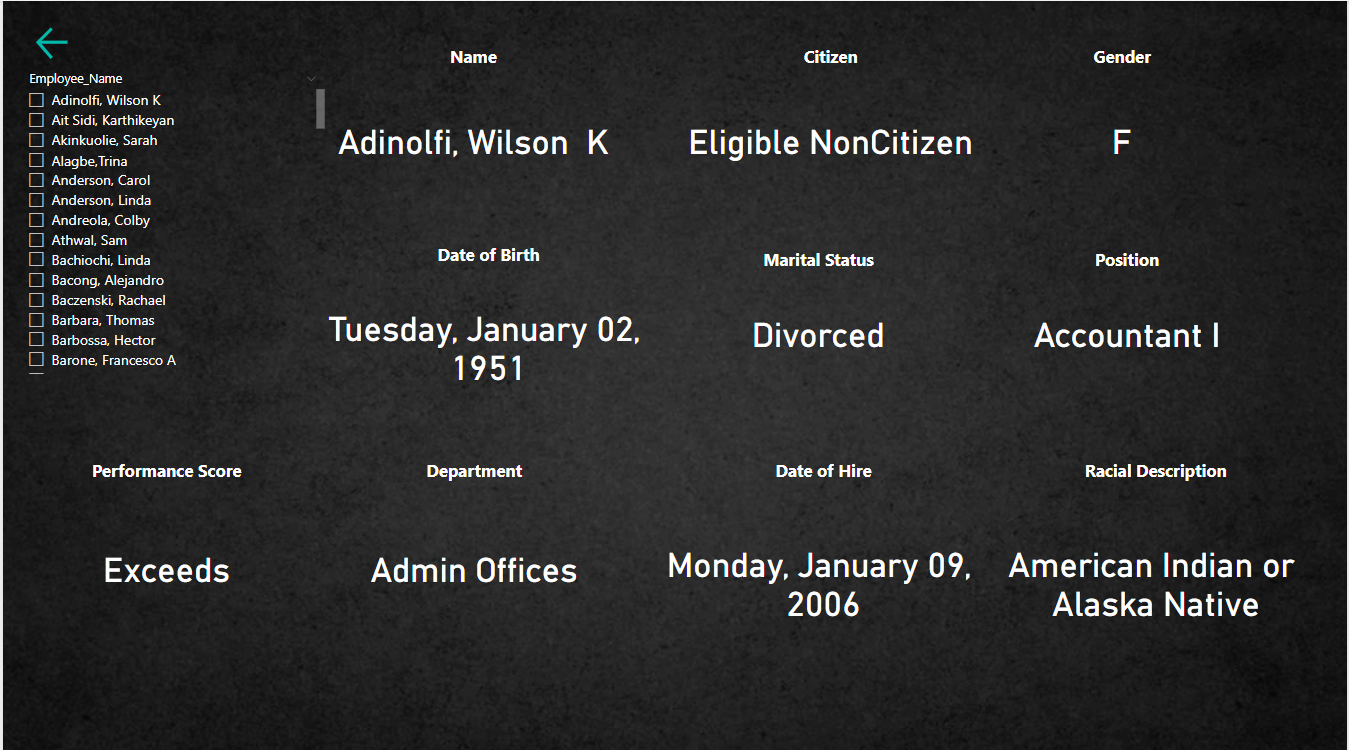 Employee_Name
Adinolfi, Wilson K
Ait Sidi, Karthikeyan
Akinkuolie, Sarah
Alagbe,Trina
Anderson, Carol
Anderson, Linda
Andreola, Colby
Athwal, Sam
Bachiochi, Linda
Bacong, Alejandro
Baczenski, Rachael
Barbara, Thomas
Barbossa, Hector
Barone, Francesco A
Name
Adinolfi, Wilson  K
Citizen
Eligible NonCitizen
Gender
F
Date of Birth
Tuesday, January 02,
1951
Marital Status
Divorced
Position
Accountant I
Performance Score
Exceeds
Department
Admin Offices
Date of Hire
Monday, January 09,
2006
Racial Description
American Indian or
Alaska Native